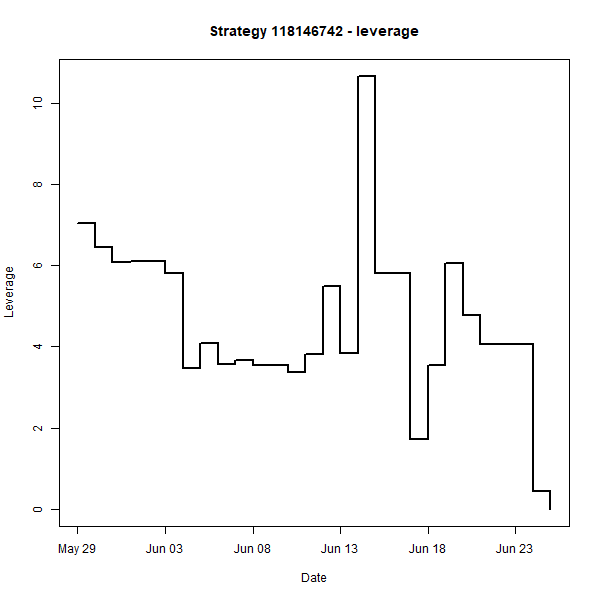 Strategy 118146742 - leverage
Leverage
10
8
6
4
2
0
May 29
Jun 03
Jun 08
Jun 13
Jun 18
Jun 23
Date